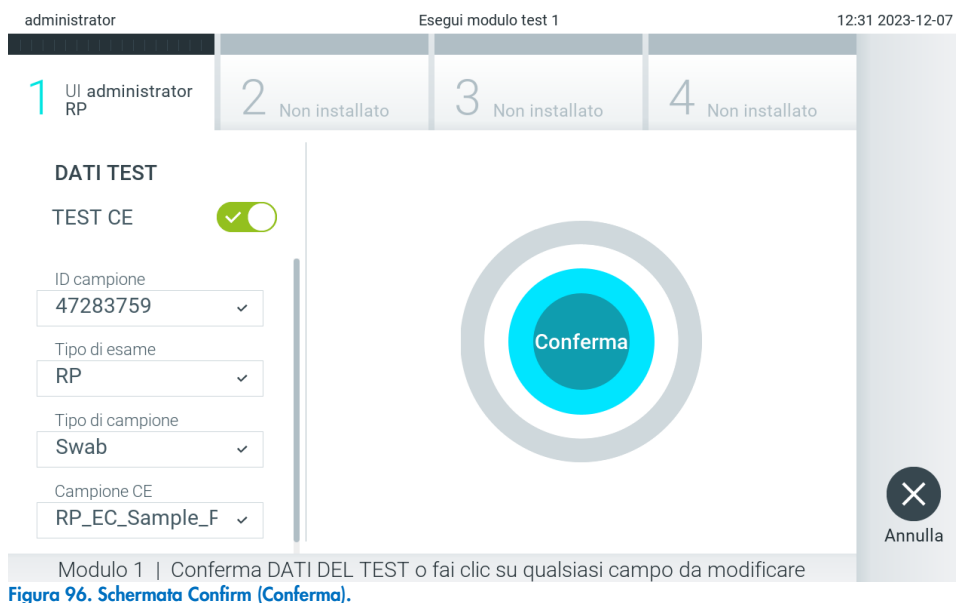 administrator
Esegui modulo test 1
12:31 2023-12-07
1
UI administrator
RP
2 Non installato
3 Non installato
4 Non installato
DATI TEST
TEST CE
ID campione
47283759
Tipo di esame
RP
Tipo di campione
Swab
Campione CE
RP_EC_Sample_F
Conferma
Annulla
Modulo 1 | Conferma DATI DEL TEST o fai clic su qualsiasi campo da modificare
Figura 96. Schermata Confirm (Conferma).